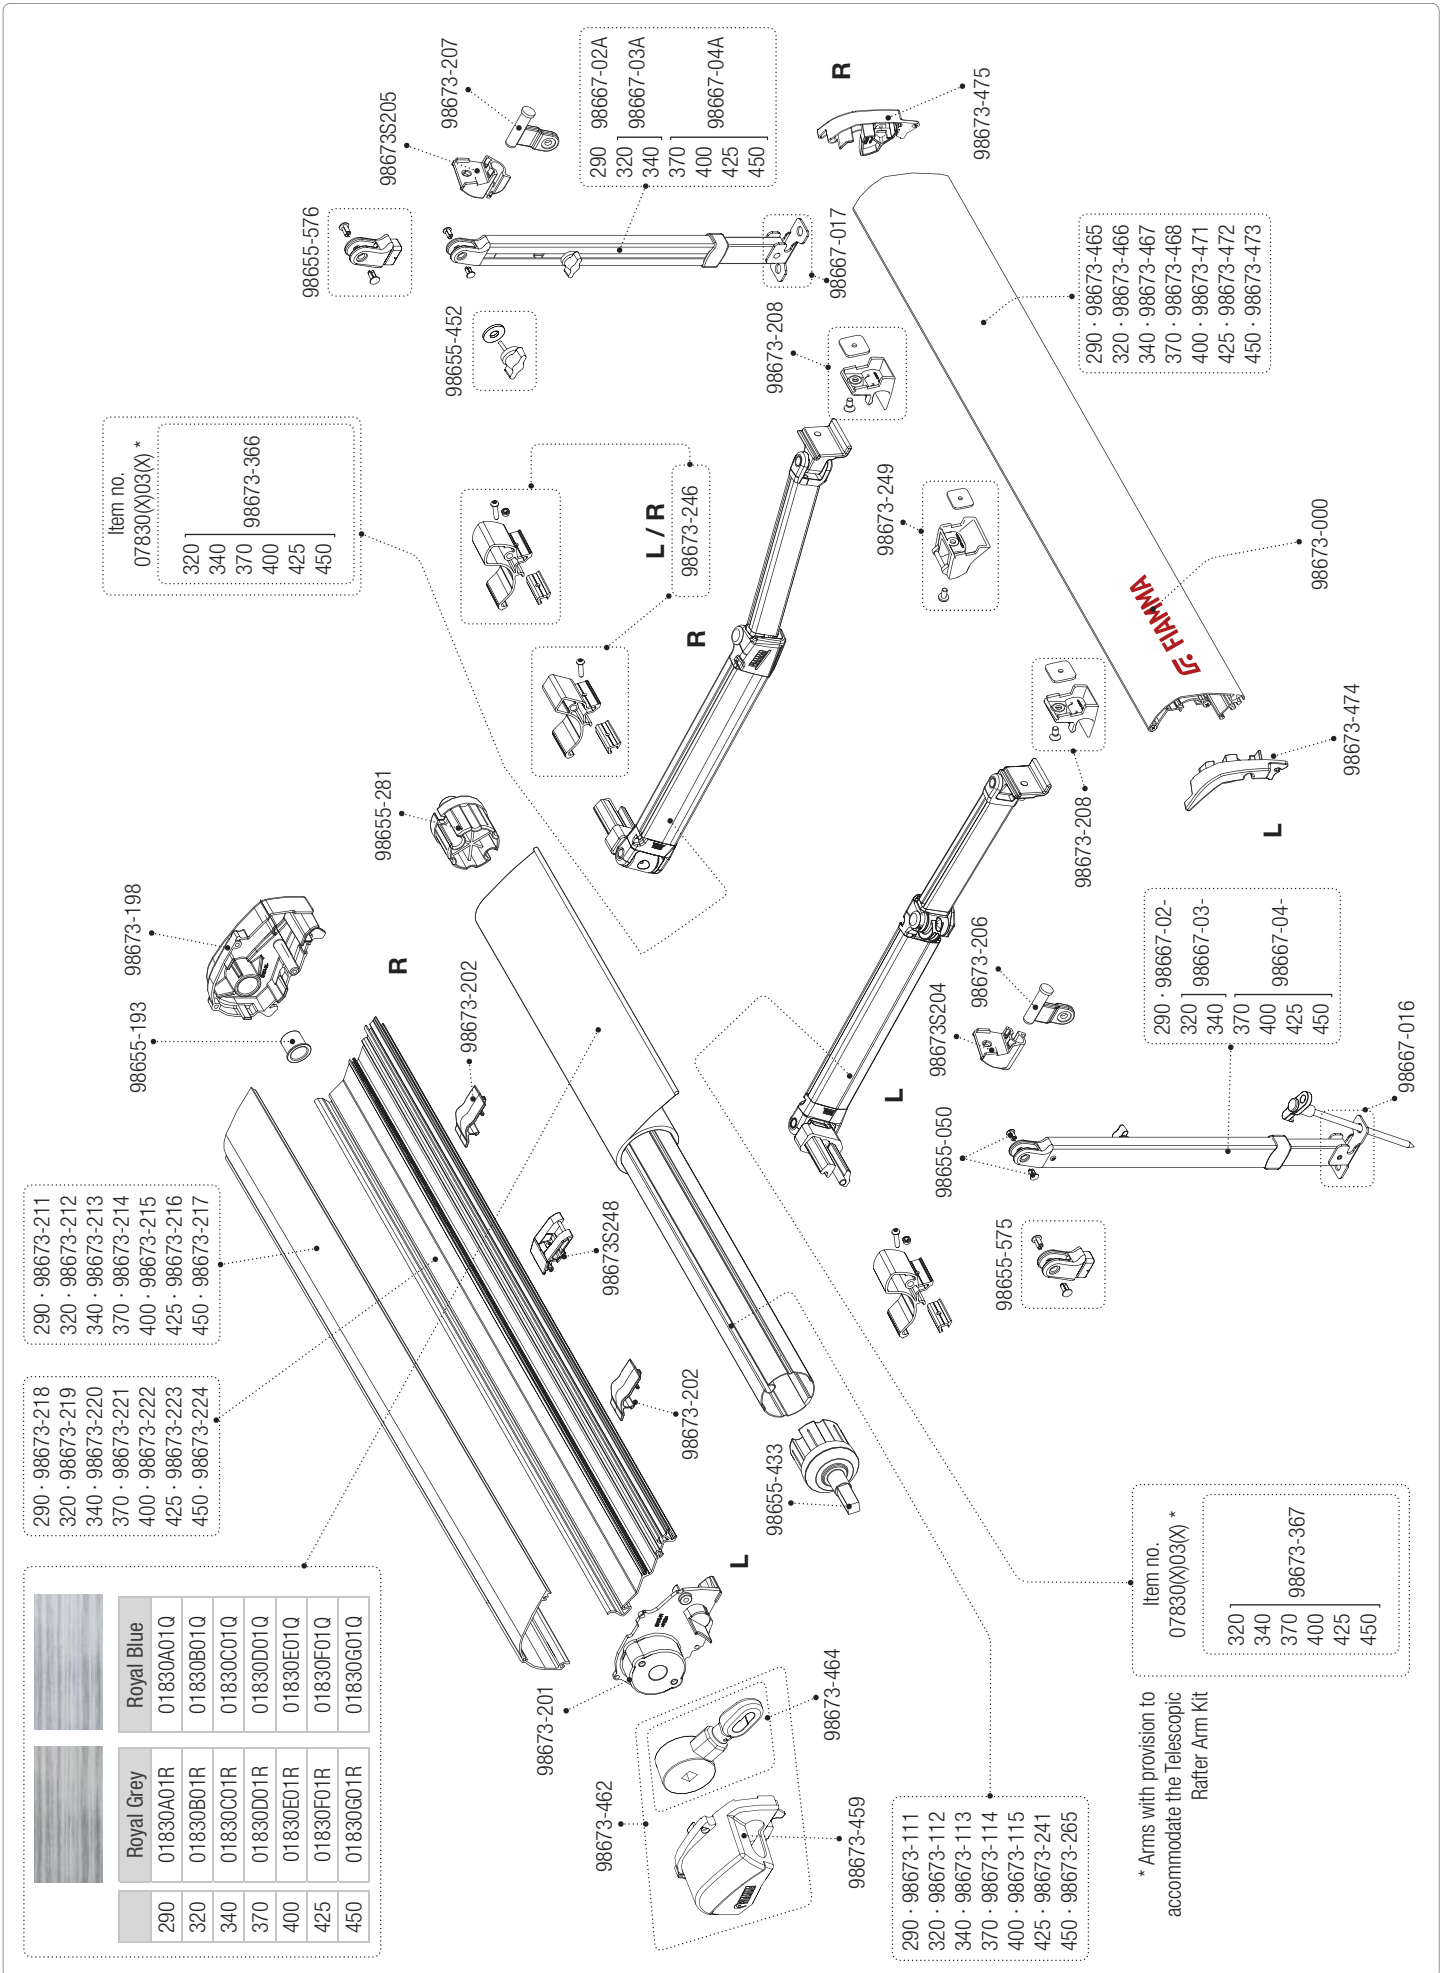 Royal Grey
Royal Blue
290
01830A01R
01830A01Q
320
01830B01R
01830B01Q
340
01830C01R
01830C01Q
370
01830D01R
01830D01Q
400
01830E01R
01830E01Q
425
01830F01R
01830F01Q
450
01830G01R
01830G01Q
290 · 98673-218
320 · 98673-219
340 · 98673-220
370 · 98673-221
400 · 98673-222
425 · 98673-223
450 · 98673-224
290 · 98673-211
320 · 98673-212
340 · 98673-213
370 · 98673-214
400 · 98673-215
425 · 98673-216
450 · 98673-217
98655-193
98673-198
R
98655-281
98673-202
98673S248
98673-202
98655-433
L
98673-201
98673-462
98673-464
98673-459
Item no.
07830(X)03(X) *
320
340
370
400
425
450
98673-366
98655-576
98673S205
98673-207
98655-452
290
98667-02A
320
340
98667-03A
370
400
425
450
98667-04A
98667-017
L / R
98673-246
R
98673-208
98673-249
R
98673-475
290 · 98673-465
320 · 98673-466
340 · 98673-467
370 · 98673-468
400 · 98673-471
425 · 98673-472
450 · 98673-473
FIAMMA
98673-000
98673-474
L
98673-208
L
98673S204
98673-206
98655-050
98655-575
290 · 98667-02-
320
340
98667-03-
370
400
425
450
98667-04-
98667-016
290 · 98673-111
320 · 98673-112
340 · 98673-113
370 · 98673-114
400 · 98673-115
425 · 98673-241
450 · 98673-265
Item no.
07830(X)03(X) *
320
340
370
400
425
450
98673-367
* Arms with provision to
accommodate the Telescopic
Rafter Arm Kit